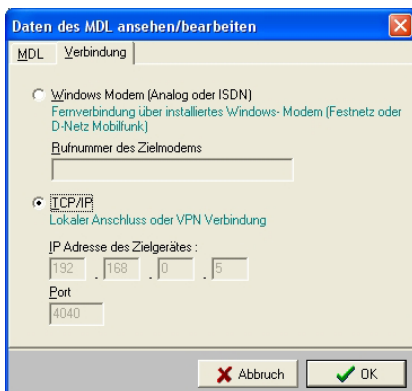 Daten des MDL ansehen/bearbeiten
MDL Verbindung
Windows Modem (Analog oder ISDN)
Fernverbindung über installiertes Windows- Modem (Festnetz oder
D-Netz Mobilfunk)
Rufnummer des Zielmodems
TCP/IP
Lokaler Anschluss oder VPN Verbindung
IP Adresse des Zielgerätes :
192 . 168 . 0 . 5
Port
4040
Abbruch OK